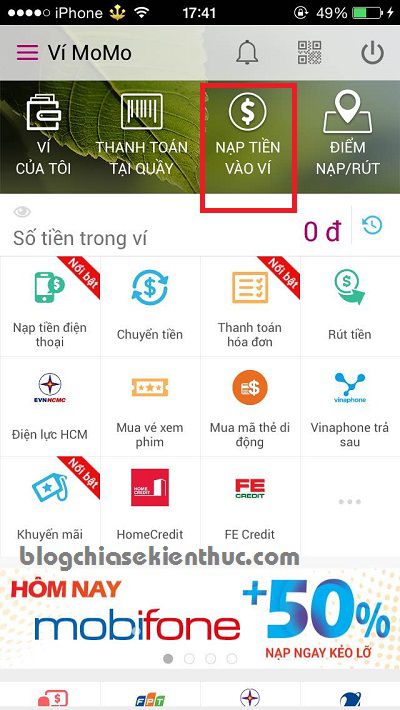 iPhone 17:41 49%
Ví MoMo
VÍ
CỦA TÔI
THANH TOÁN
TẠI QUẦY
NẠP TIỀN
VÀO VÍ
ĐIỂM
NẠP/RÚT
Số tiền trong ví
0 đ
Nổi bật
Nổi bật
Nạp tiền điện
thoại
Chuyển tiền
Thanh toán
hóa đơn
Rút tiền
EVNHCMC
vinaphone
Điện lực HCM
Mua vé xem
phim
Mua mã thẻ di
động
Vinaphone trả
sau
Nổi bật
HOME
CREDIT
FE
CREDIT
Khuyến mãi
HomeCredit
FE Credit
blogchiasekienthuc.com
HÔM NAY
mobifone
+50%
NẠP NGAY KẺO LỠ
FPT